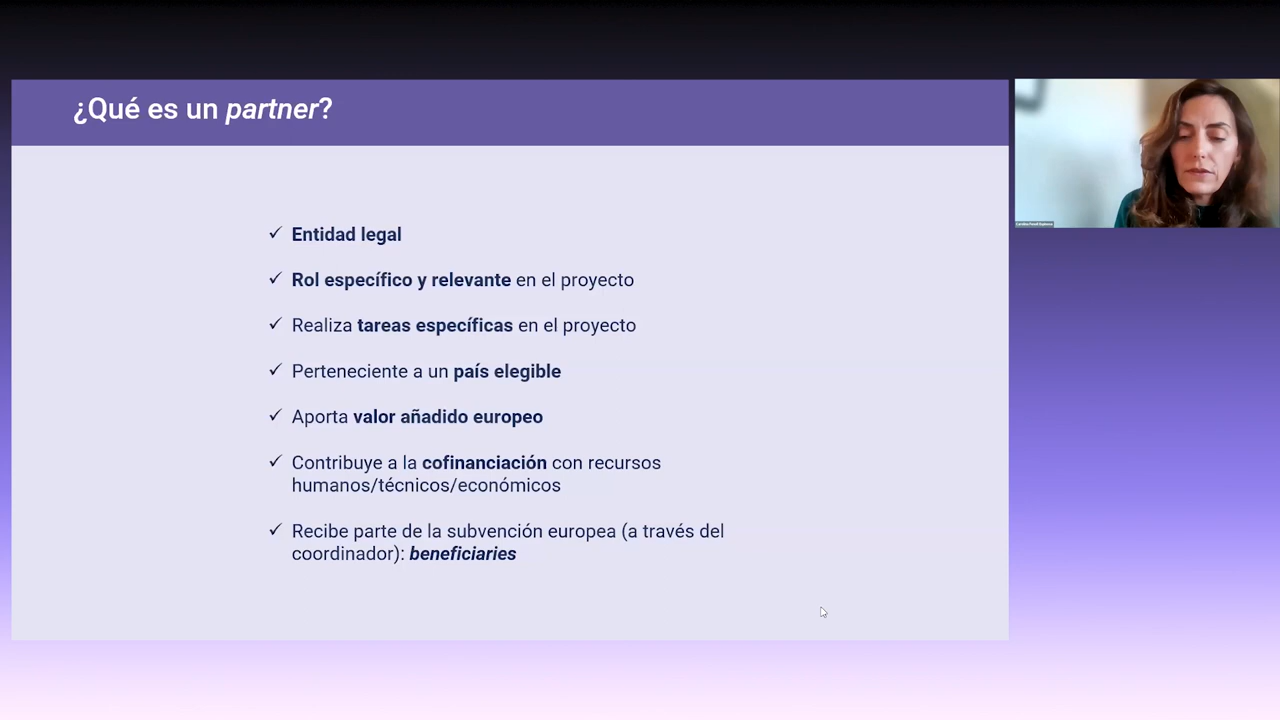 ¿Qué es un partner?
✓ Entidad legal
✓ Rol específico y relevante en el proyecto
✓ Realiza tareas específicas en el proyecto
✓ Perteneciente a un país elegible
✓ Aporta valor añadido europeo
✓ Contribuye a la cofinanciación con recursos
humanos/técnicos/económicos
✓ Recibe parte de la subvención europea (a través del
coordinador): beneficiaries